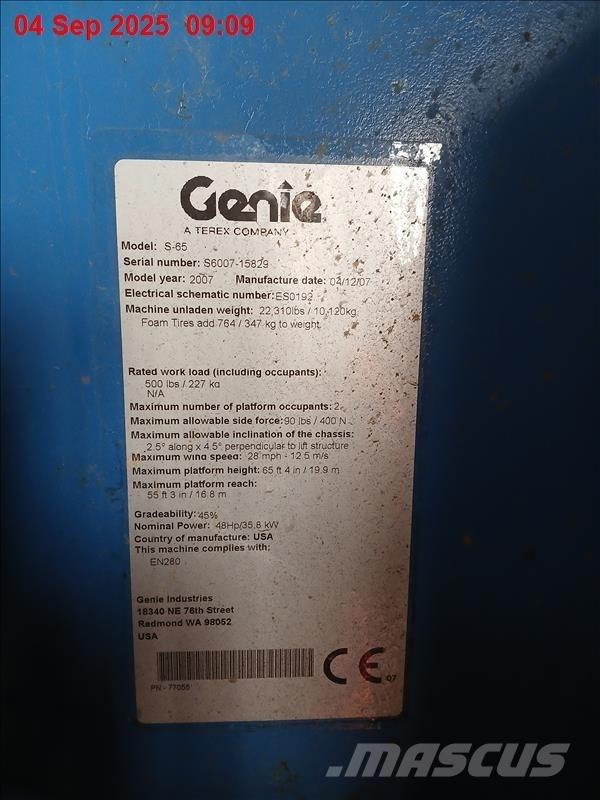 04 Sep 2025 09:09
Genie
A TEREX COMPANY
Model: S-65
Serial number: S6007-15829
Model year: 2007 Manufacture date: 04/12/07
Electrical schematic number: ES0192
Machine unladen weight: 22,310lbs / 10,120kg
Foam Tires add 764 / 347 kg to weight
Rated work load (including occupants):
500 lbs / 227 kg
N/A
Maximum number of platform occupants: 2
Maximum allowable side force: 90 lbs / 400 N
Maximum allowable inclination of the chassis:
2.5° along x 4.5° perpendicular to lift structure
Maximum wind speed: 28 mph - 12.5 m/s
Maximum platform height: 65 ft 4 in / 19.9 m
Maximum platform reach:
55 ft 3 in / 16.8 m
Gradeability: 45%
Nominal Power: 48Hp/35.8 kW
Country of manufacture: USA
This machine complies with:
EN280
Genie Industries
18340 NE 76th Street
Redmond WA 98052
USA
CE 07
PN - 77055
MASCUS